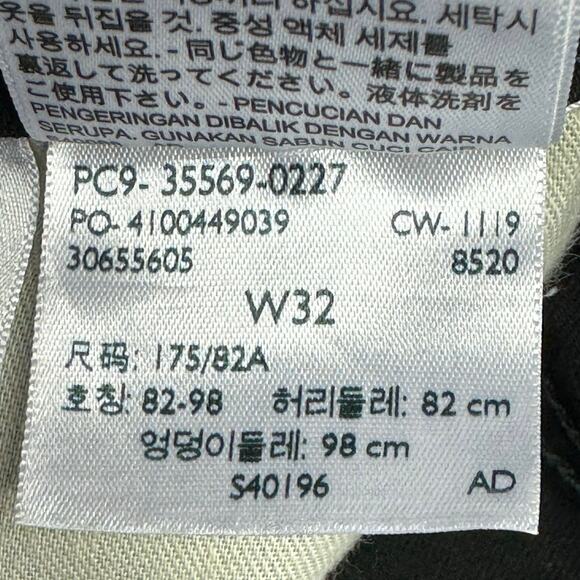 옷을 뒤집을 것. 중성 액체 세제를
사용하세요. - 同じ色物と一緒に製品を
裏返して洗ってください。液体洗剤を
ご使用下さい。- PENCUCIAN DAN
PENGERINGAN DIBALIK DENGAN WARNA
SERUPA. GUNAKAN SABUN CUCI CAIR
PC9- 35569-0227
PO- 4100449039 CW- 1119
30655605 8520
W32
尺码: 175/82A
호칭: 82-98 허리둘레: 82 cm
엉덩이둘레: 98 cm
S40196 AD